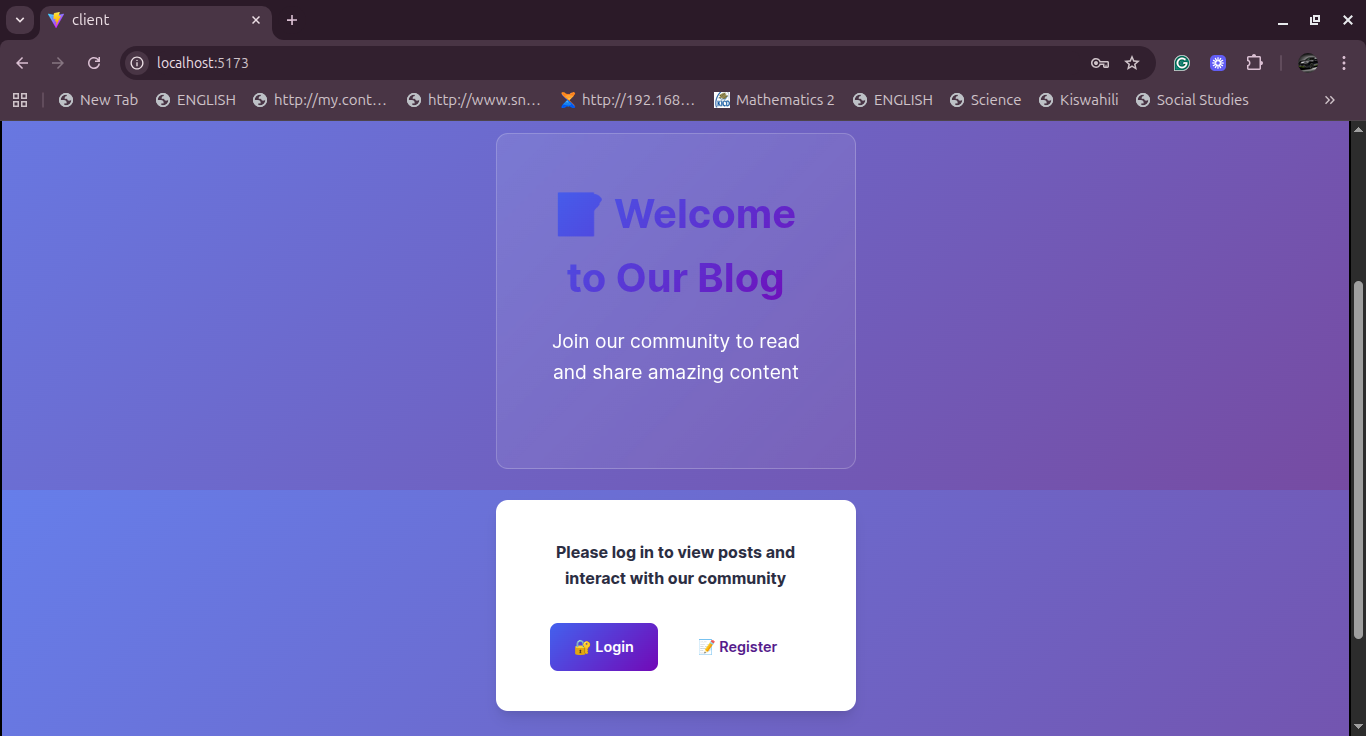 client
localhost:5173
New Tab
ENGLISH
http://my.cont...
http://www.sn...
http://192.168...
Mathematics 2
ENGLISH
Science
Kiswahili
Social Studies
Welcome
to Our Blog
Join our community to read
and share amazing content
Please log in to view posts and
interact with our community
🔐 Login
📝 Register